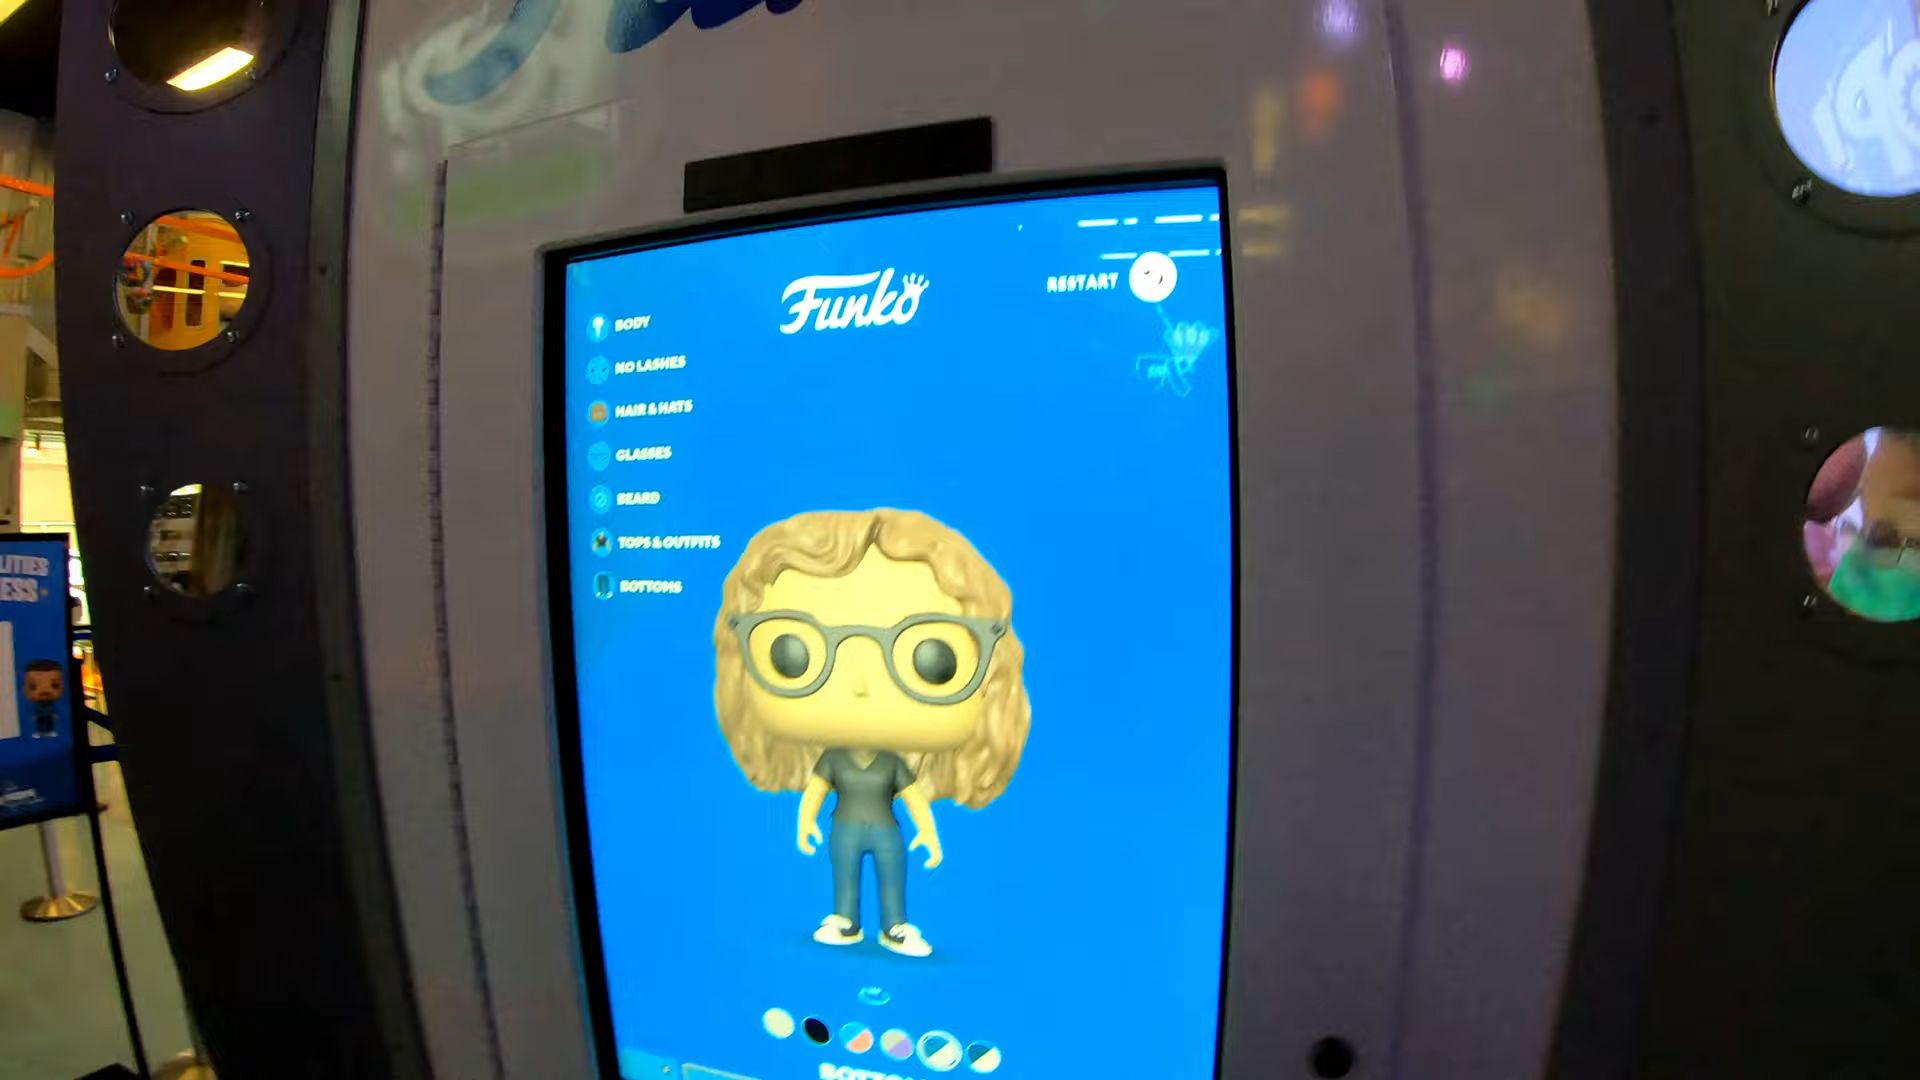 Funko
RESTART
BODY
NO LASHES
HAIR & HATS
GLASSES
BEARD
TOPS & OUTFITS
BOTTOMS